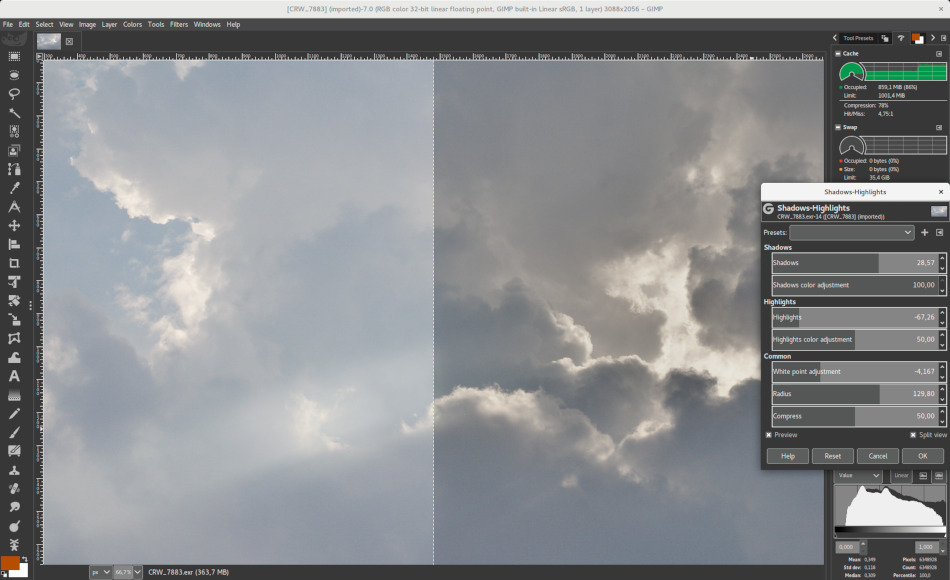 [CRW_7883] (imported)-7.0 (RGB color 32-bit linear floating point, GIMP built-in Linear sRGB, 1 layer) 3088x2056 – GIMP
File Edit Select View Image Layer Colors Tools Filters Windows Help
Tool Presets
Cache
Occupied: 859,1 MiB (86%)
Limit: 1001,4 MiB
Compression: 78%
Hit/Miss: 4,75:1
Swap
Occupied: 0 bytes (0%)
Size: 0 bytes (0%)
Limit: 35,4 GiB
Shadows-Highlights
Shadows-Highlights
CRW_7883.exr-14 ([CRW_7883] (imported))
Presets:
Shadows
Shadows 28,57
Shadows color adjustment 100,00
Highlights
Highlights -67,26
Highlights color adjustment 50,00
Common
White point adjustment -4,167
Radius 129,80
Compress 50,00
Preview Split view
Help Reset Cancel OK
Value Linear
0,000 1,000
Mean: 0,349 Pixels: 6348928
Std dev: 0,118 Count: 6348928
Median: 0,339 Percentile: 100,0
px 66,7% CRW_7883.exr (363,7 MB)